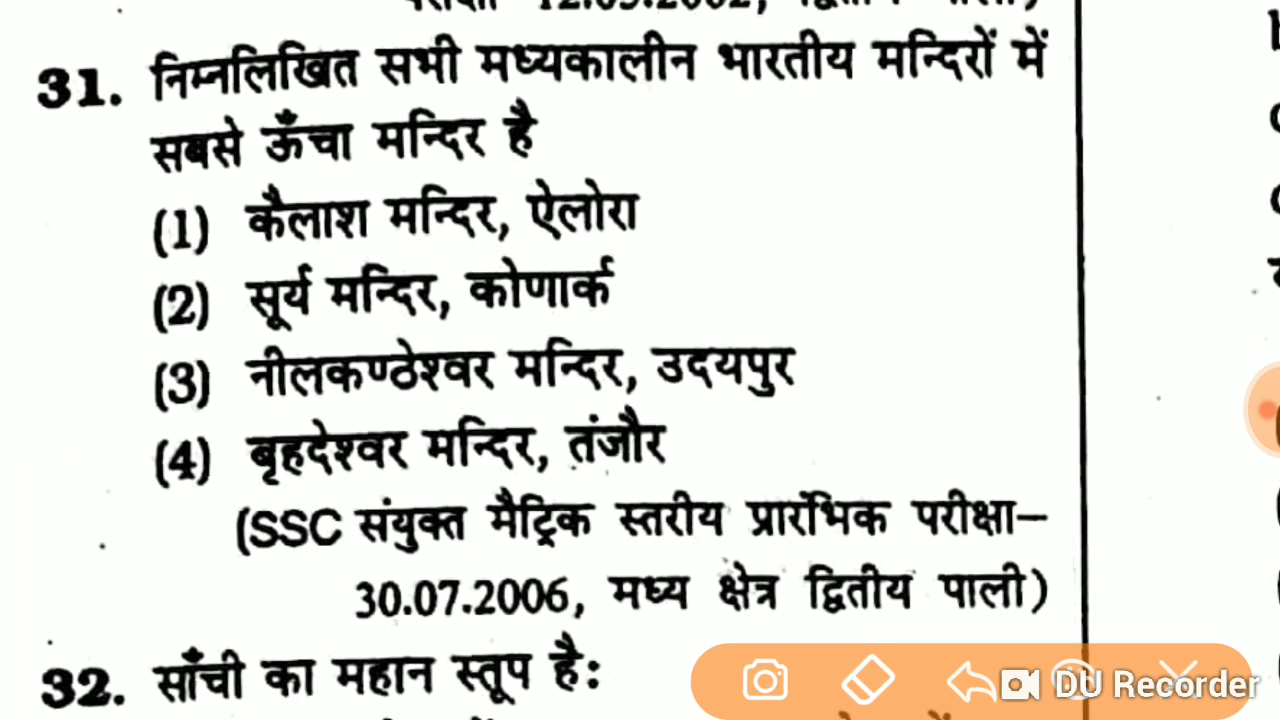 31. निम्नलिखित सभी मध्यकालीन भारतीय मन्दिरों में
सबसे ऊँचा मन्दिर है
(1) कैलाश मन्दिर, ऐलोरा
(2) सूर्य मन्दिर, कोणार्क
(3) नीलकण्ठेश्वर मन्दिर, उदयपुर
(4) बृहदेश्वर मन्दिर, तंजौर
(SSC संयुक्त मैट्रिक स्तरीय प्रारंभिक परीक्षा–
30.07.2006, मध्य क्षेत्र द्वितीय पाली)
32. साँची का महान स्तूप है:
DU Recorder